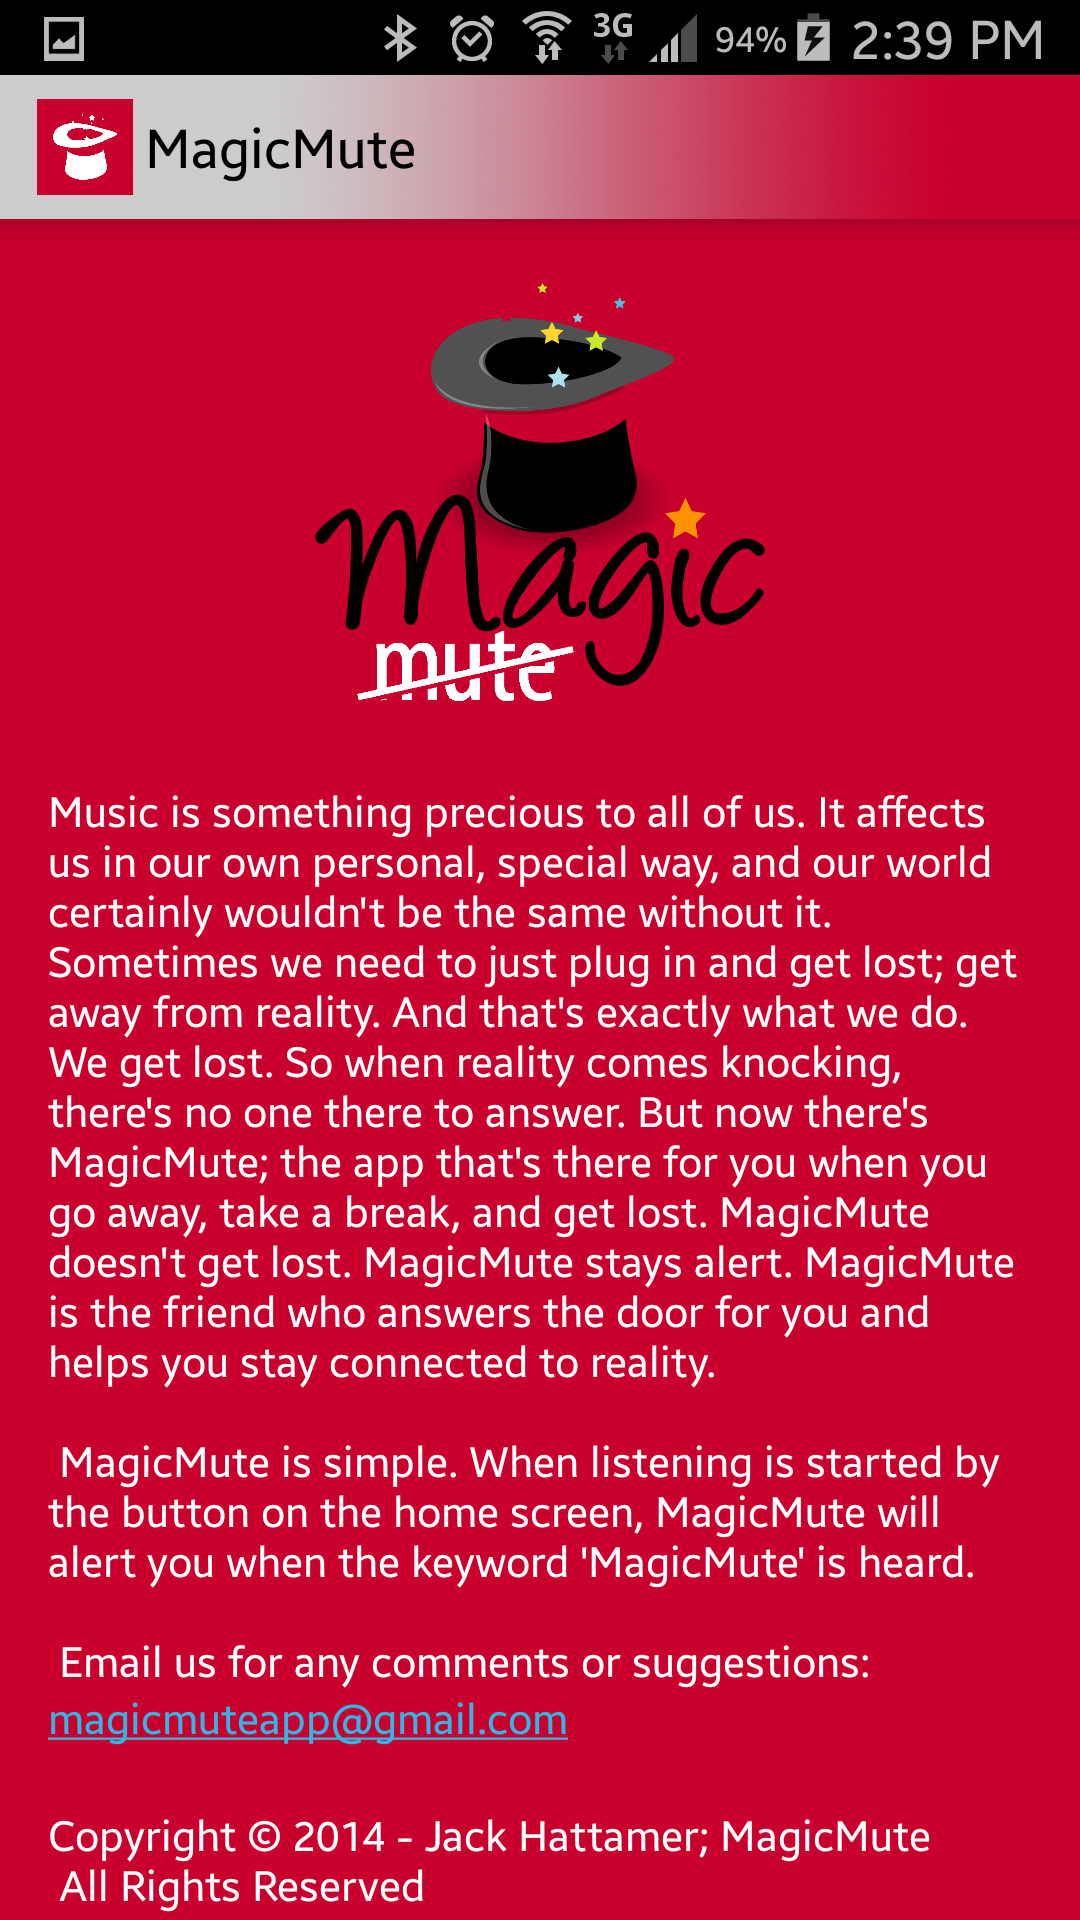 3G 94% 2:39 PM
MagicMute
Magic
mute
Music is something precious to all of us. It affects
us in our own personal, special way, and our world
certainly wouldn't be the same without it.
Sometimes we need to just plug in and get lost; get
away from reality. And that's exactly what we do.
We get lost. So when reality comes knocking,
there's no one there to answer. But now there's
MagicMute; the app that's there for you when you
go away, take a break, and get lost. MagicMute
doesn't get lost. MagicMute stays alert. MagicMute
is the friend who answers the door for you and
helps you stay connected to reality.
MagicMute is simple. When listening is started by
the button on the home screen, MagicMute will
alert you when the keyword 'MagicMute' is heard.
Email us for any comments or suggestions:
magicmuteapp@gmail.com
Copyright © 2014 - Jack Hattamer; MagicMute
All Rights Reserved